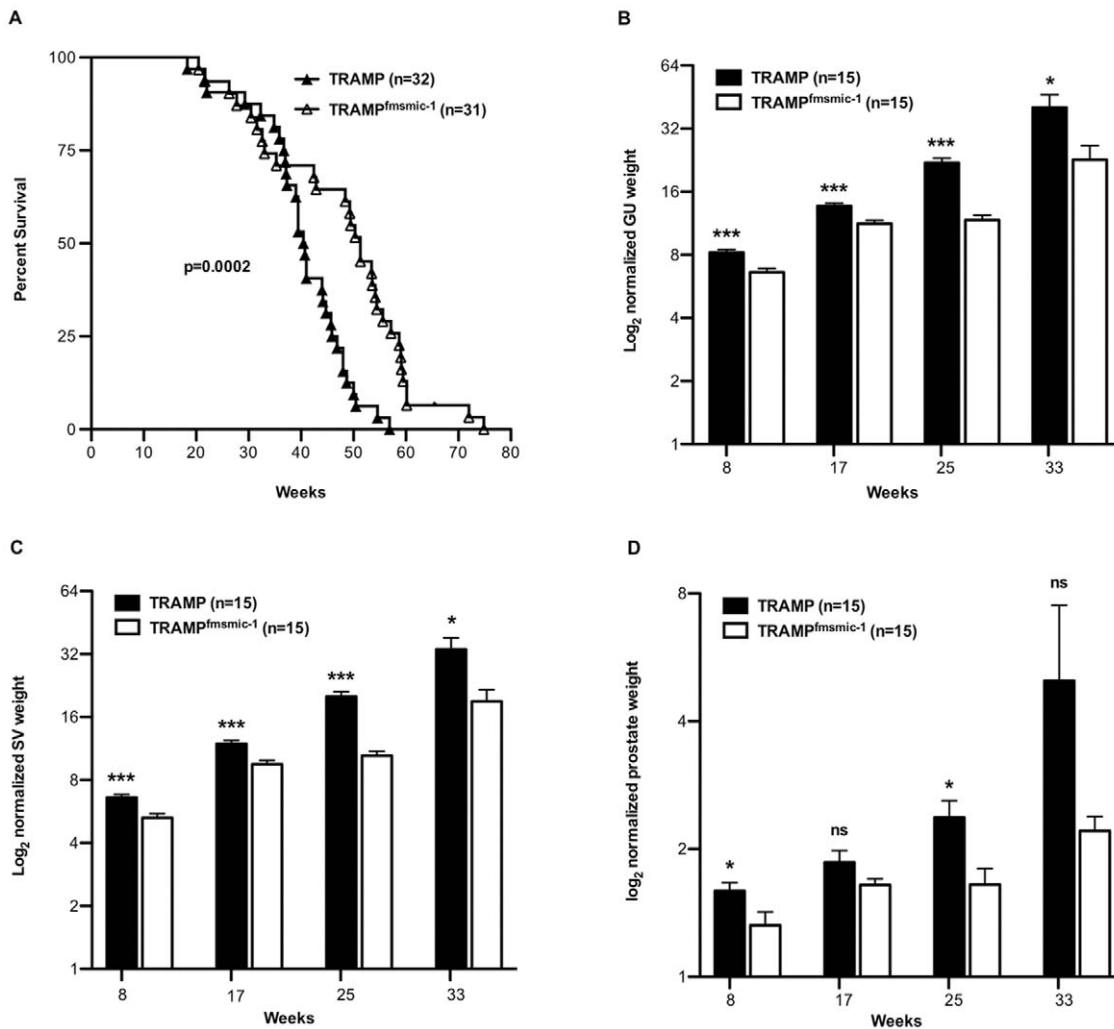 A
Percent Survival
100
75
50
25
0
TRAMP (n=32)
TRAMPfmsmic-1 (n=31)
p=0.0002
0 10 20 30 40 50 60 70 80
Weeks
B
Log2 normalized GU weight
64
32
16
8
4
2
1
TRAMP (n=15)
TRAMPfmsmic-1 (n=15)
***
***
***
*
8 17 25 33
Weeks
C
Log2 normalized SV weight
64
32
16
8
4
2
1
TRAMP (n=15)
TRAMPfmsmic-1 (n=15)
***
***
***
*
8 17 25 33
Weeks
D
log2 normalized prostate weight
8
4
2
1
TRAMP (n=15)
TRAMPfmsmic-1 (n=15)
*
ns
*
ns
8 17 25 33
Weeks